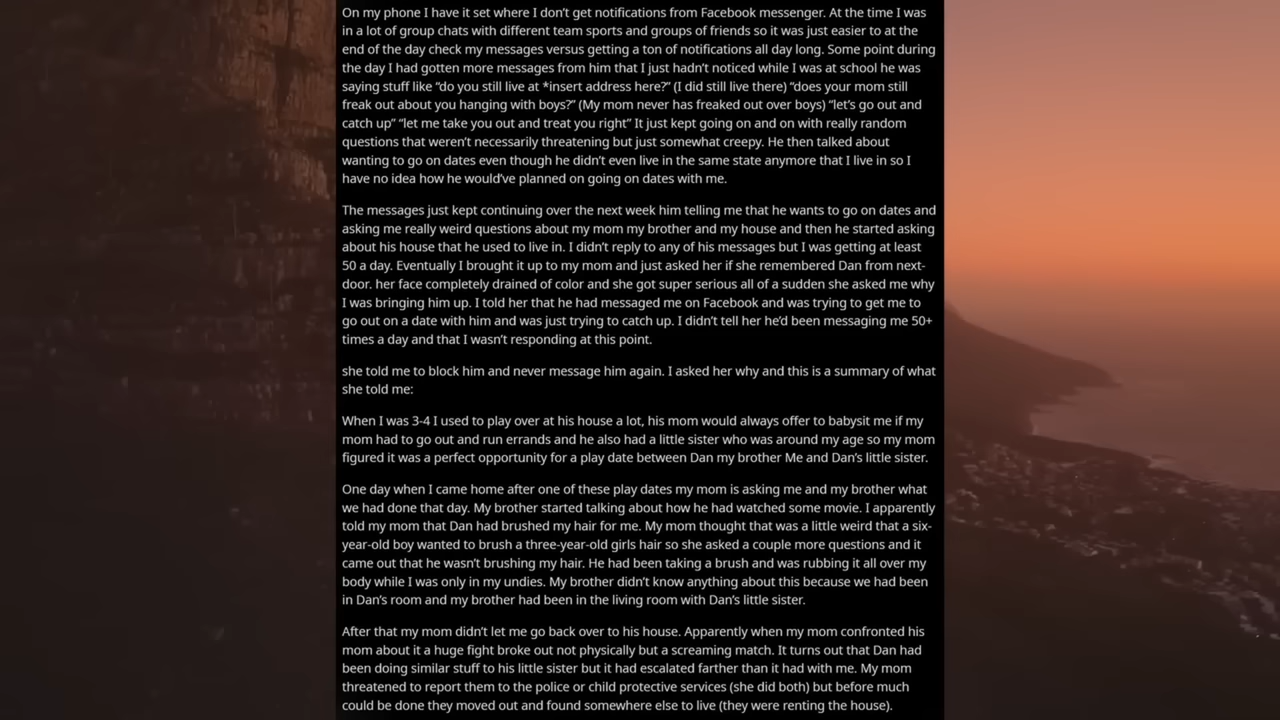 On my phone I have it set where I don't get notifications from Facebook messenger. At the time I was
in a lot of group chats with different team sports and groups of friends so it was just easier to at the
end of the day check my messages versus getting a ton of notifications all day long. Some point during
the day I had gotten more messages from him that I just hadn't noticed while I was at school he was
saying stuff like “do you still live at *insert address here?” (I did still live there) “does your mom still
freak out about you hanging with boys?” (My mom never has freaked out over boys) “let's go out and
catch up” “let me take you out and treat you right” It just kept going on and on with really random
questions that weren't necessarily threatening but just somewhat creepy. He then talked about
wanting to go on dates even though he didn't even live in the same state anymore that I live in so I
have no idea how he would've planned on going on dates with me.
The messages just kept continuing over the next week him telling me that he wants to go on dates and
asking me really weird questions about my mom my brother and my house and then he started asking
about his house that he used to live in. I didn't reply to any of his messages but I was getting at least
50 a day. Eventually I brought it up to my mom and just asked her if she remembered Dan from next-
door. her face completely drained of color and she got super serious all of a sudden she asked me why
I was bringing him up. I told her that he had messaged me on Facebook and was trying to get me to
go out on a date with him and was just trying to catch up. I didn't tell her he'd been messaging me 50+
times a day and that I wasn't responding at this point.
she told me to block him and never message him again. I asked her why and this is a summary of what
she told me:
When I was 3-4 I used to play over at his house a lot, his mom would always offer to babysit me if my
mom had to go out and run errands and he also had a little sister who was around my age so my mom
figured it was a perfect opportunity for a play date between Dan my brother Me and Dan's little sister.
One day when I came home after one of these play dates my mom is asking me and my brother what
we had done that day. My brother started talking about how he had watched some movie. I apparently
told my mom that Dan had brushed my hair for me. My mom thought that was a little weird that a six-
year-old boy wanted to brush a three-year-old girls hair so she asked a couple more questions and it
came out that he wasn't brushing my hair. He had been taking a brush and was rubbing it all over my
body while I was only in my undies. My brother didn't know anything about this because we had been
in Dan's room and my brother had been in the living room with Dan's little sister.
After that my mom didn't let me go back over to his house. Apparently when my mom confronted his
mom about it a huge fight broke out not physically but a screaming match. It turns out that Dan had
been doing similar stuff to his little sister but it had escalated farther than it had with me. My mom
threatened to report them to the police or child protective services (she did both) but before much
could be done they moved out and found somewhere else to live (they were renting the house).